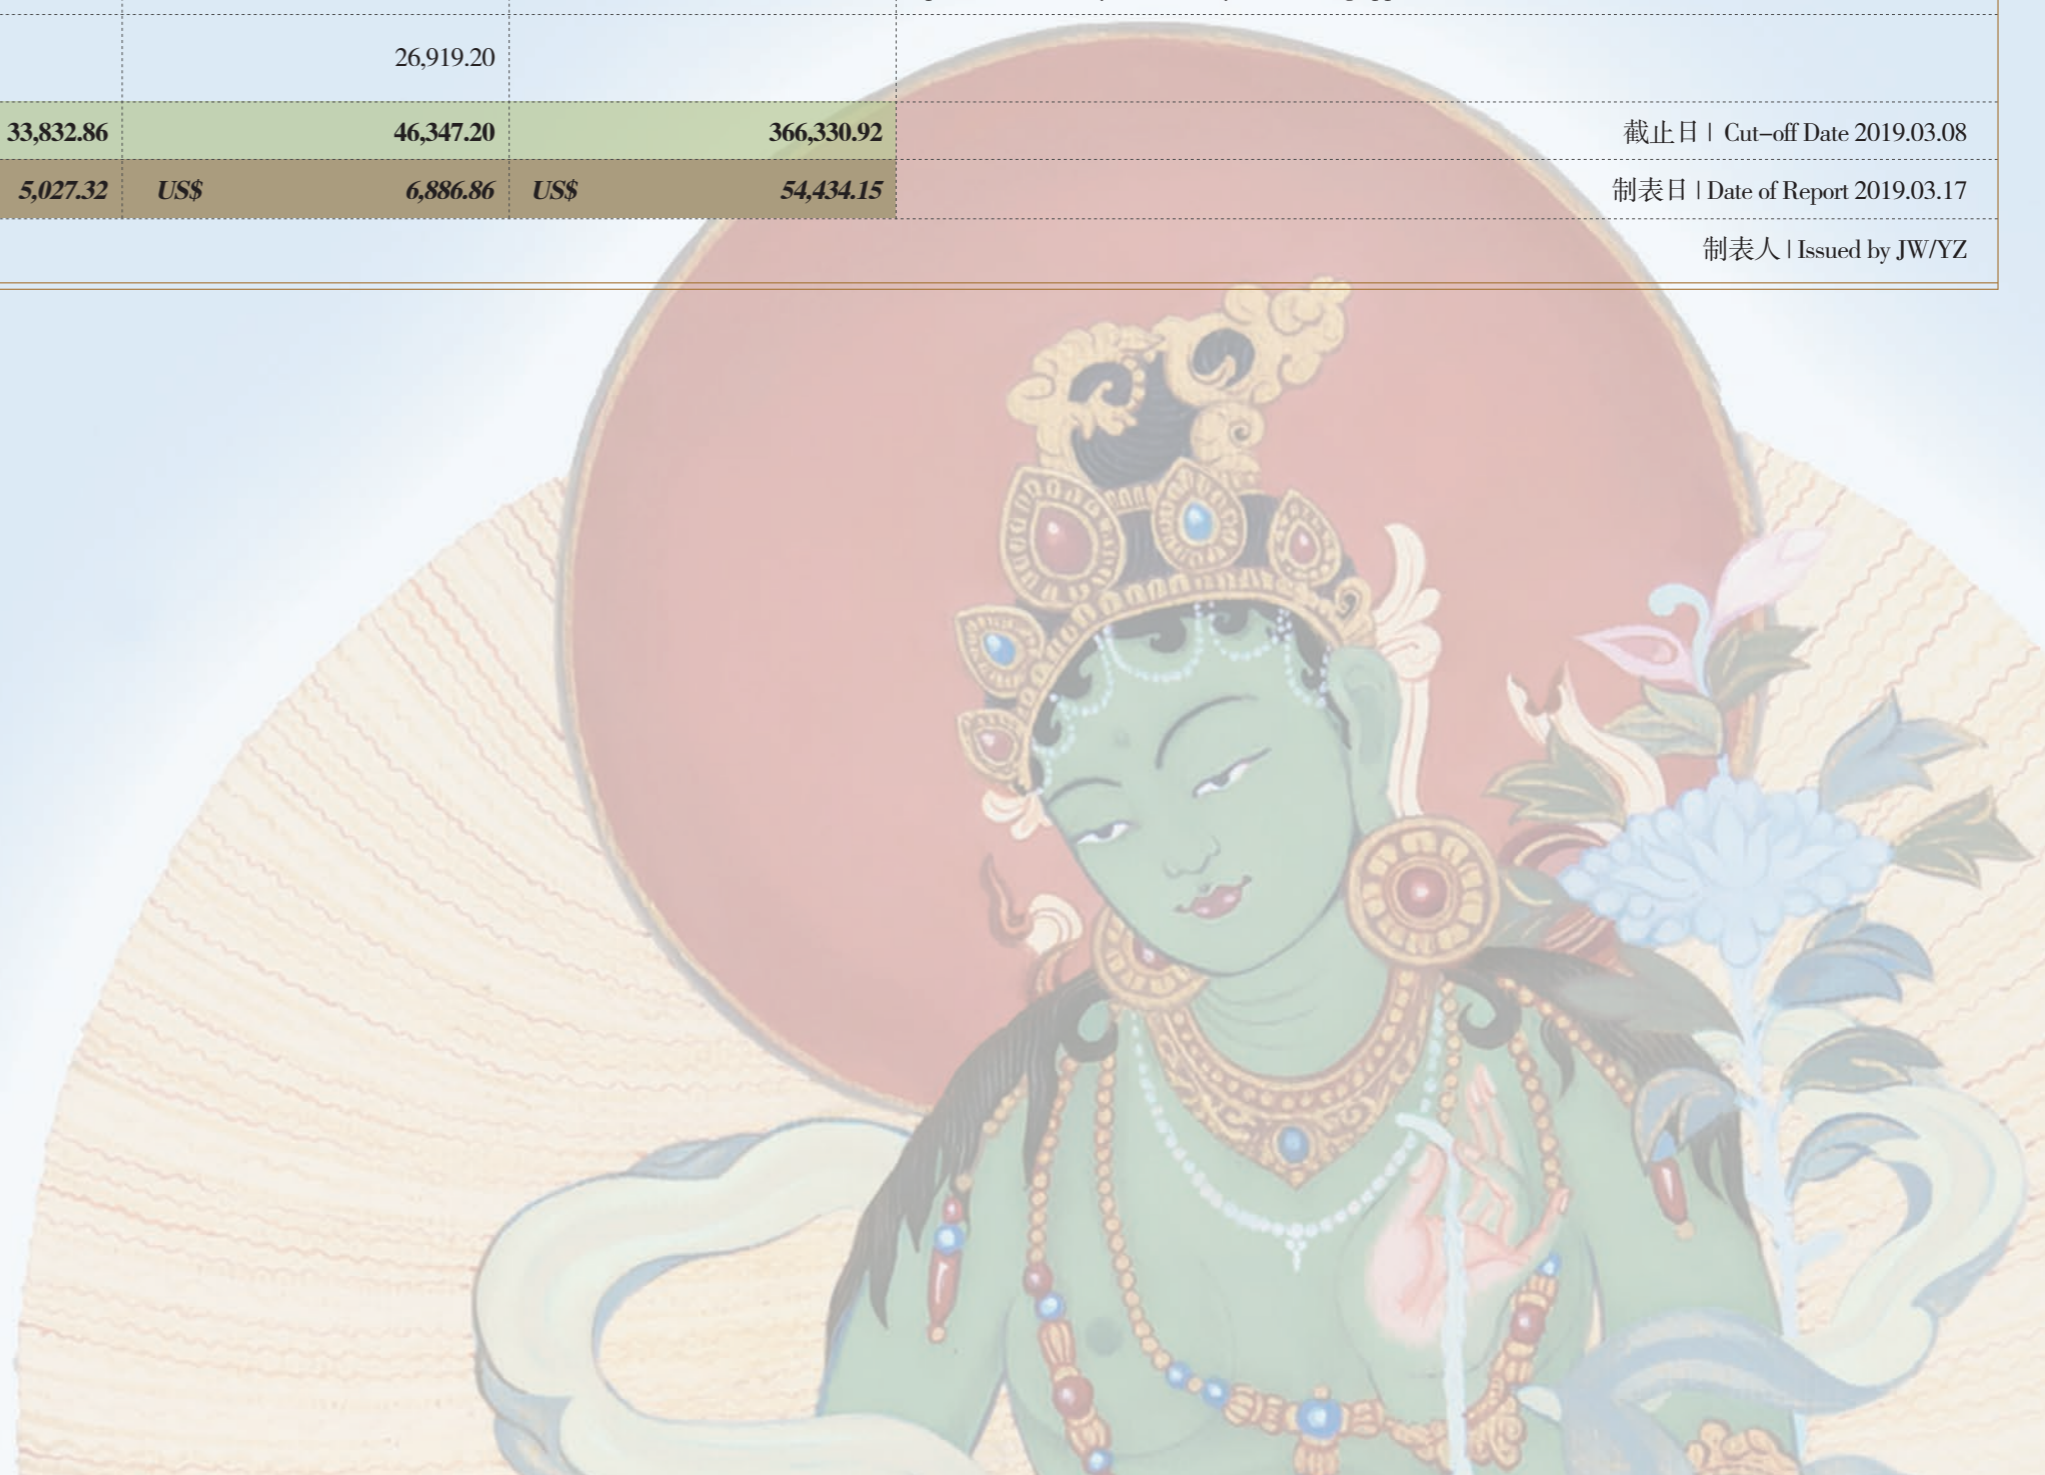 26,919.20
33,832.86 46,347.20 366,330.92 截止日 | Cut–off Date 2019.03.08
5,027.32 US$ 6,886.86 US$ 54,434.15 制表日 | Date of Report 2019.03.17
制表人 | Issued by JW/YZ